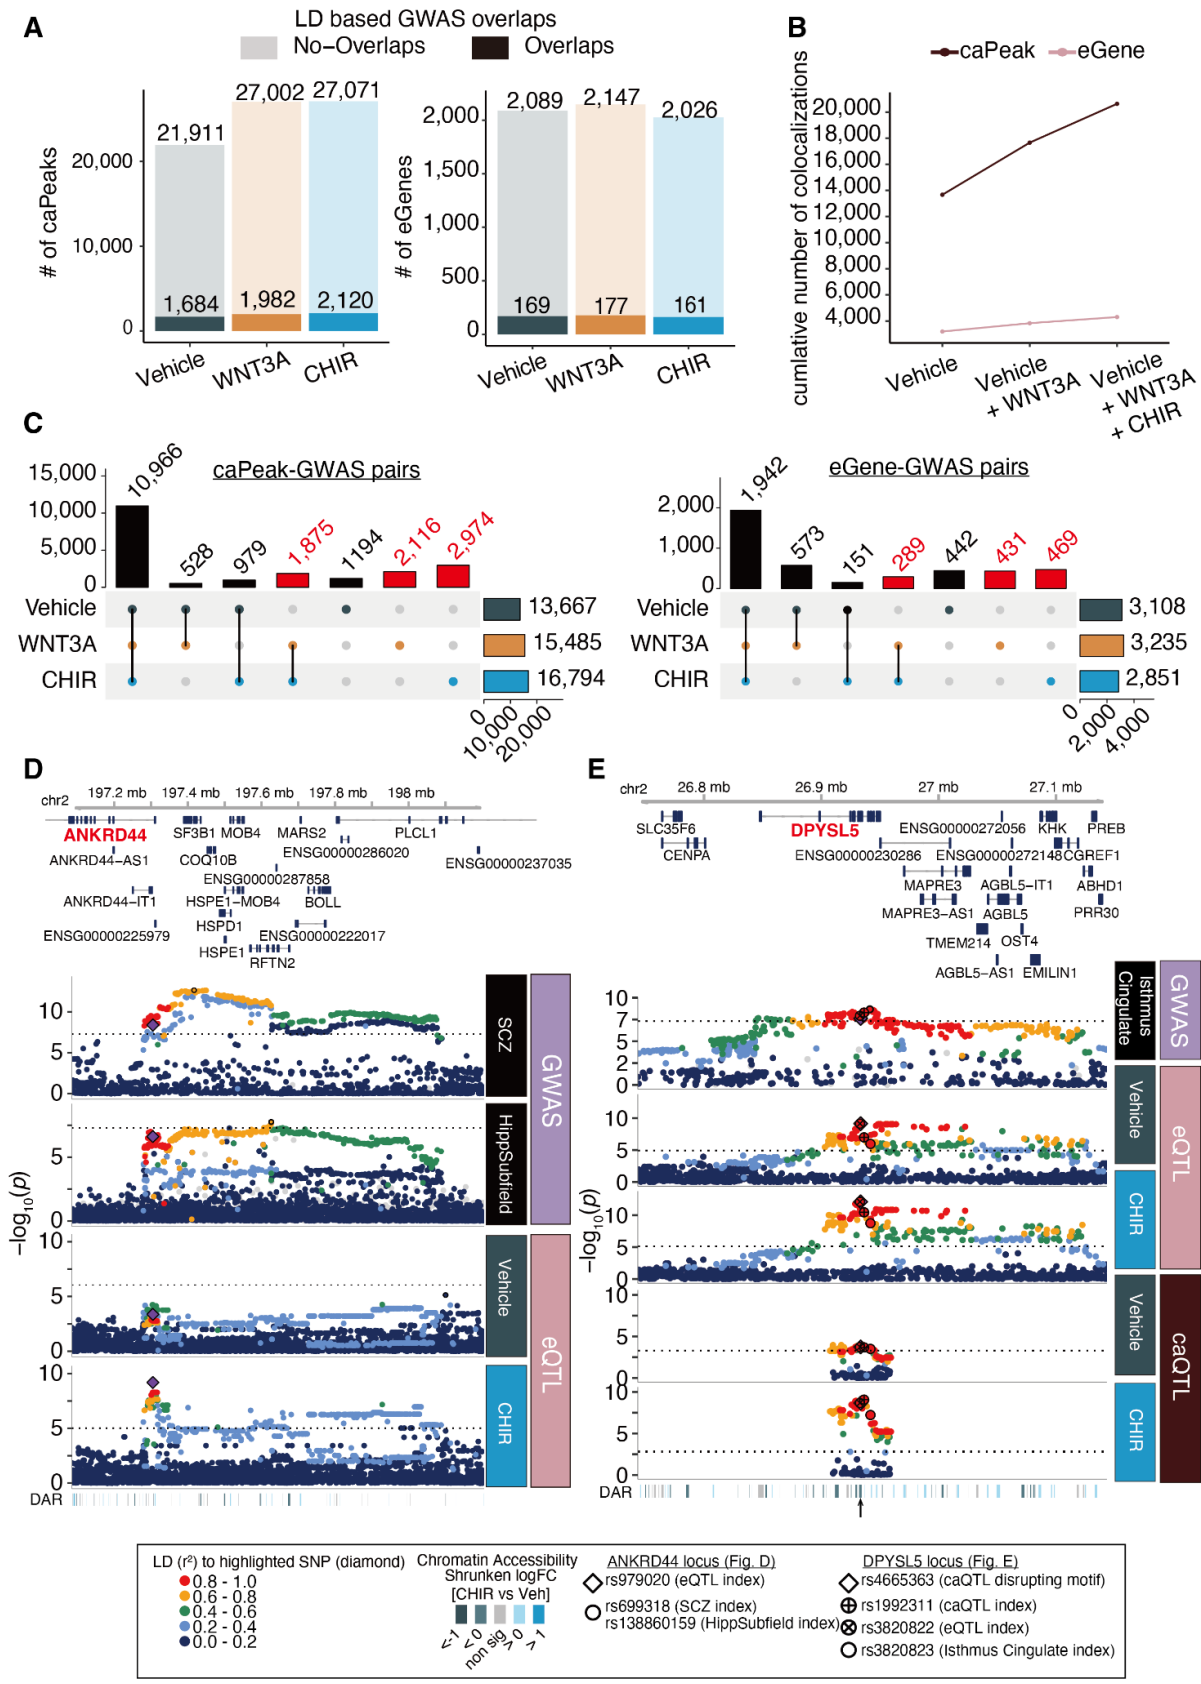 A
LD based GWAS overlaps
No-Overlaps
Overlaps
# of caPeaks
20,000
10,000
0
21,911
27,002
27,071
1,684
1,982
2,120
Vehicle
WNT3A
CHIR
# of eGenes
2,000
1,500
1,000
500
0
2,089
2,147
2,026
169
177
161
Vehicle
WNT3A
CHIR
B
caPeak
eGene
cumlative number of colocalizations
20,000
18,000
16,000
14,000
12,000
10,000
8,000
6,000
4,000
Vehicle
Vehicle
+ WNT3A
Vehicle
+ WNT3A
+ CHIR
C
caPeak-GWAS pairs
15,000
10,000
5,000
0
10,966
528
979
1,875
1194
2,116
2,974
Vehicle
WNT3A
CHIR
13,667
15,485
16,794
0
10,000
20,000
eGene-GWAS pairs
2,000
1,000
0
1,942
573
151
289
442
431
469
Vehicle
WNT3A
CHIR
3,108
3,235
2,851
0
2,000
4,000
D
chr2
197.2 mb
197.4 mb
197.6 mb
197.8 mb
198 mb
ANKRD44
SF3B1
MOB4
MARS2
PLCL1
ANKRD44-AS1
COQ10B
ENSG00000286020
ENSG00000237035
ENSG00000287858
ANKRD44-IT1
HSPE1-MOB4
BOLL
ENSG00000225979
HSPD1
ENSG00000222017
HSPE1
RFTN2
−log10(p)
10
5
0
SCZ
GWAS
5
0
HippSubfield
10
5
0
Vehicle
eQTL
10
5
0
CHIR
DAR
E
chr2
26.8 mb
26.9 mb
27 mb
27.1 mb
SLC35F6
DPYSL5
ENSG00000272056
KHK
PREB
CENPA
ENSG00000230286
ENSG00000272148
CGREF1
MAPRE3
AGBL5-IT1
ABHD1
MAPRE3-AS1
AGBL5
PRR30
TMEM214
OST4
AGBL5-AS1
EMILIN1
−log10(p)
10
7
5
2
0
Isthmus
Cingulate
GWAS
10
5
0
Vehicle
eQTL
10
5
0
CHIR
10
5
0
Vehicle
caQTL
10
5
0
CHIR
DAR
LD (r2) to highlighted SNP (diamond)
0.8 - 1.0
0.6 - 0.8
0.4 - 0.6
0.2 - 0.4
0.0 - 0.2
Chromatin Accessibility
Shrunken logFC
[CHIR vs Veh]
<-1
< 0
non sig
> 0
> 1
ANKRD44 locus (Fig. D)
rs979020 (eQTL index)
rs699318 (SCZ index)
rs138860159 (HippSubfield index)
DPYSL5 locus (Fig. E)
rs4665363 (caQTL disrupting motif)
rs1992311 (caQTL index)
rs3820822 (eQTL index)
rs3820823 (Isthmus Cingulate index)